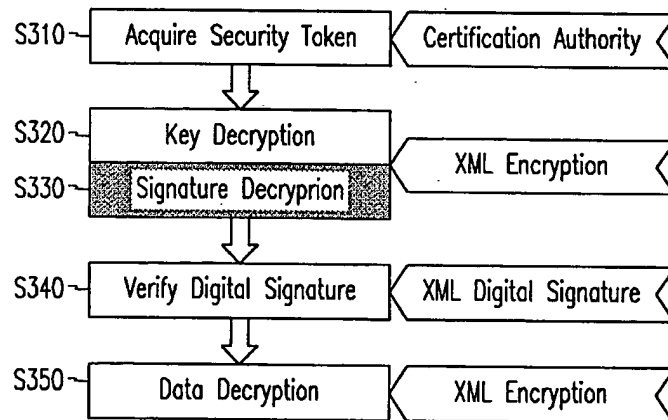 S310 Acquire Security Token Certification Authority
S320 Key Decryption
XML Encryption
S330 Signature Decryprion
S340 Verify Digital Signature XML Digital Signature
S350 Data Decryption XML Encryption